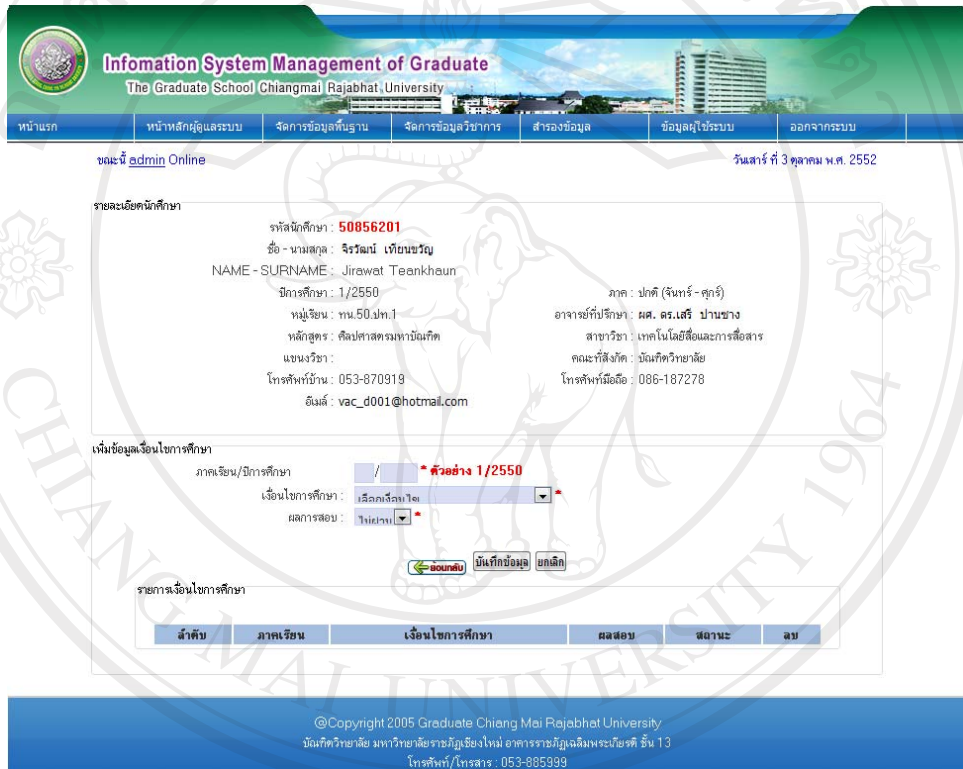 Infomation System Management of Graduate
The Graduate School Chiangmai Rajabhat University
หน้าแรก หน้าหลักผู้ดูแลระบบ จัดการข้อมูลพื้นฐาน จัดการข้อมูลวิชาการ สำรองข้อมูล ข้อมูลผู้ใช้ระบบ ออกจากระบบ
ขณะนี้ admin Online วันเสาร์ ที่ 3 ตุลาคม พ.ศ. 2552
รายละเอียดนักศึกษา
รหัสนักศึกษา : 50856201
ชื่อ - นามสกุล : จิรวัฒน์ เทียนขวัญ
NAME - SURNAME : Jirawat Teankhaun
ปีการศึกษา : 1/2550 ภาค : ปกติ (จันทร์ - ศุกร์)
หมู่เรียน : ทน.50.ปท.1 อาจารย์ที่ปรึกษา : ผศ. ดร.เสรี ปานซาง
หลักสูตร : ศิลปศาสตรมหาบัณฑิต สาขาวิชา : เทคโนโลยีสื่อและการสื่อสาร
แขนงวิชา : คณะที่สังกัด : บัณฑิตวิทยาลัย
โทรศัพท์บ้าน : 053-870919 โทรศัพท์มือถือ : 086-187278
อีเมล์ : vac_d001@hotmail.com
เพิ่มข้อมูลเงื่อนไขการศึกษา
ภาคเรียน/ปีการศึกษา / * ตัวอย่าง 1/2550
เงื่อนไขการศึกษา : เลือกเงื่อนไข *
ผลการสอบ : ไม่ผ่าน *
ย้อนกลับ บันทึกข้อมูล ยกเลิก
รายการเงื่อนไขการศึกษา
ลำดับ ภาคเรียน เงื่อนไขการศึกษา ผลสอบ สถานะ ลบ
@Copyright 2005 Graduate Chiang Mai Rajabhat University
บัณฑิตวิทยาลัย มหาวิทยาลัยราชภัฏเชียงใหม่ อาคารราชภัฏเฉลิมพระเกียรติ ชั้น 13
โทรศัพท์/โทรสาร : 053-885999
CHIANG MAI UNIVERSITY 1964